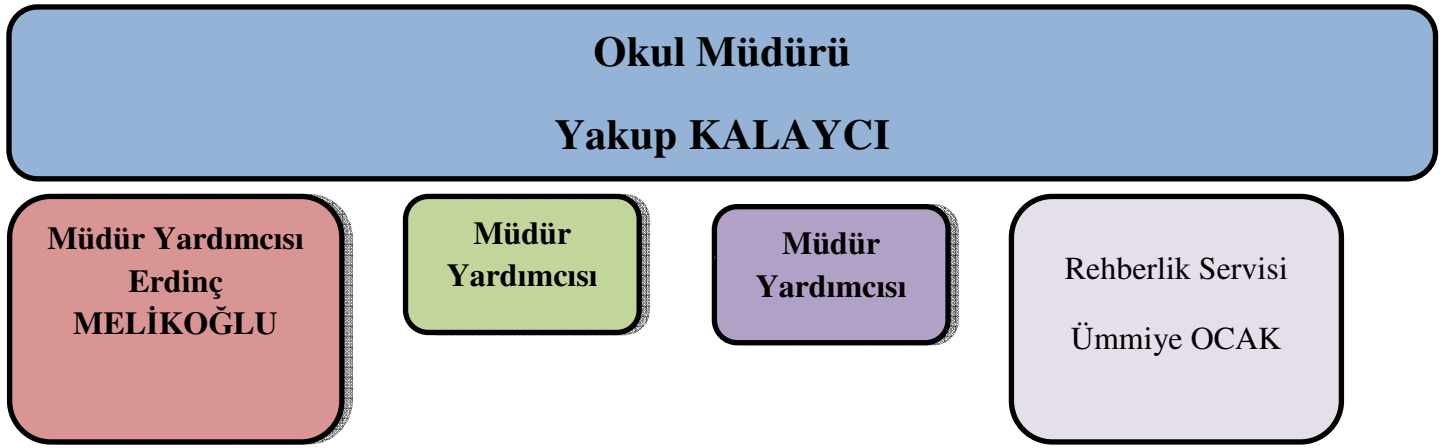 Okul Müdürü
Yakup KALAYCI
Müdür Yardımcısı
Erdinç
MELİKOĞLU
Müdür
Yardımcısı
Müdür
Yardımcısı
Rehberlik Servisi
Ümmiye OCAK